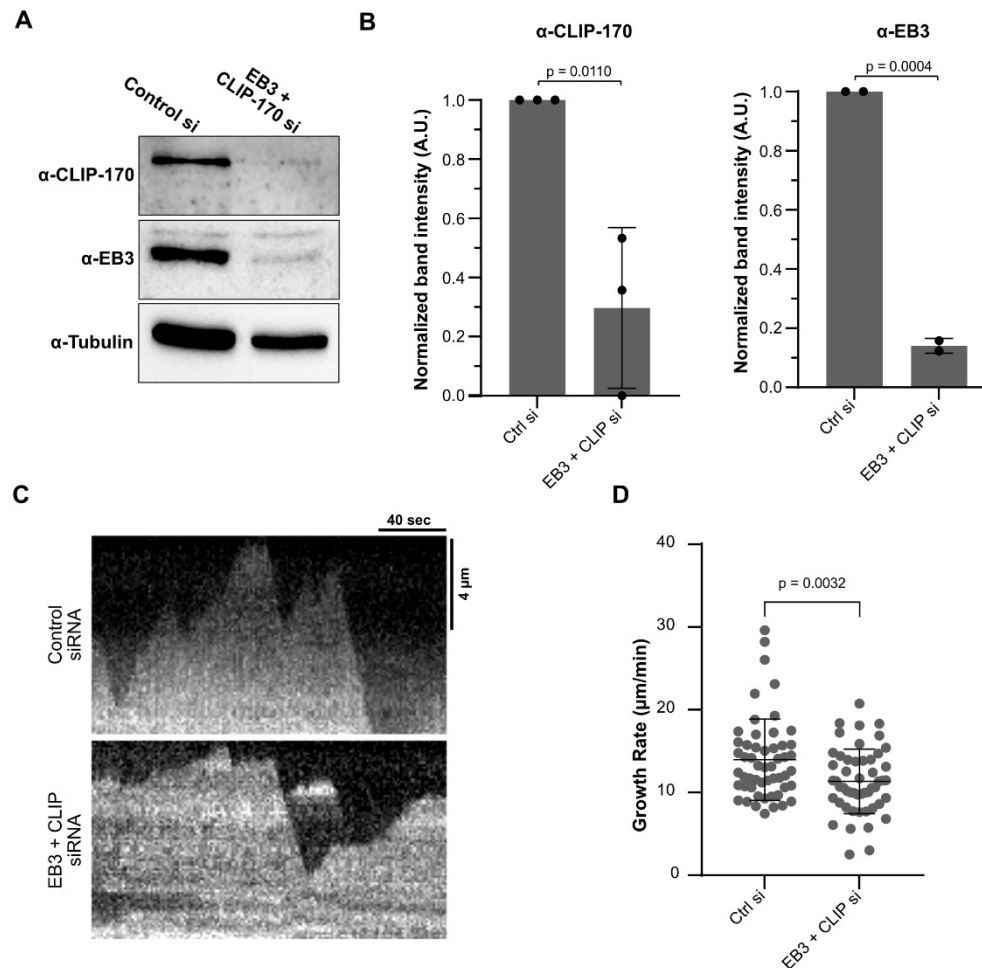 A
Control si
EB3 +
CLIP-170 si
α-CLIP-170
α-EB3
α-Tubulin
B
α-CLIP-170
p = 0.0110
Normalized band intensity (A.U.)
1.0
0.8
0.6
0.4
0.2
0.0
Ctrl si
EB3 + CLIP si
α-EB3
p = 0.0004
Normalized band intensity (A.U.)
1.0
0.8
0.6
0.4
0.2
0.0
Ctrl si
EB3 + CLIP si
C
40 sec
4 µm
Control
siRNA
EB3 + CLIP
siRNA
D
p = 0.0032
Growth Rate (µm/min)
40
30
20
10
0
Ctrl si
EB3 + CLIP si